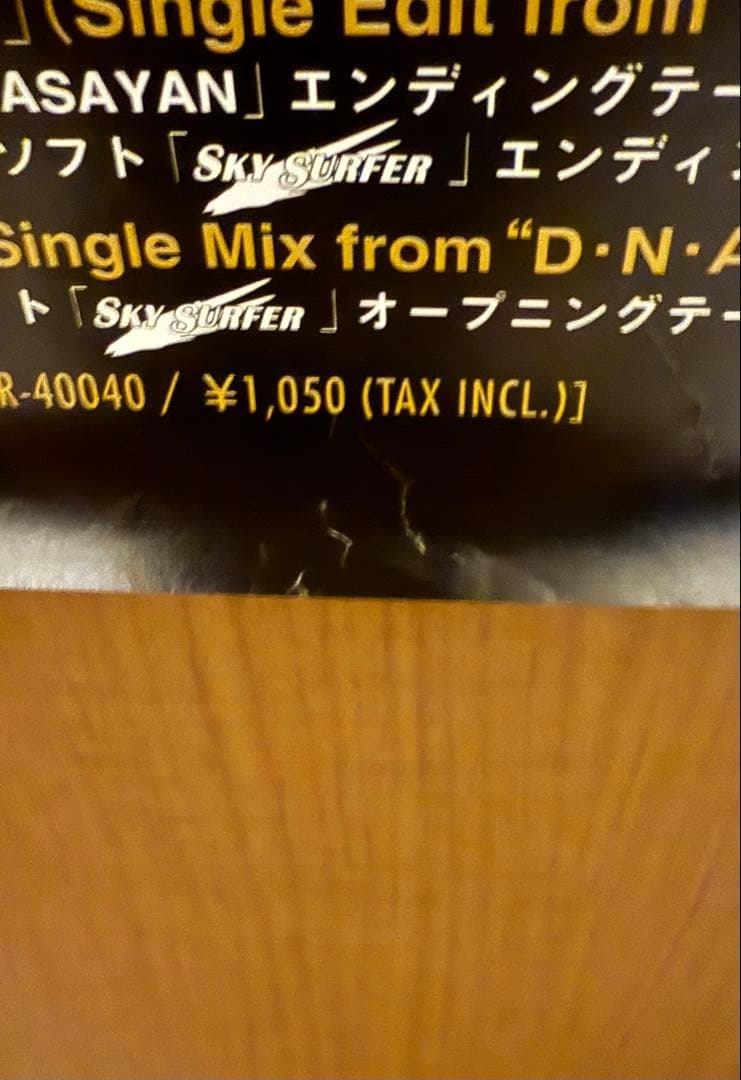 」(Single Edit from
ASAYAN」エンディングテー
ソフト「SKY SURFER」エンディ
Single Mix from “D·N·A
ト「SKY SURFER」オープニングテー
R-40040 / ¥1,050 (TAX INCL.)]